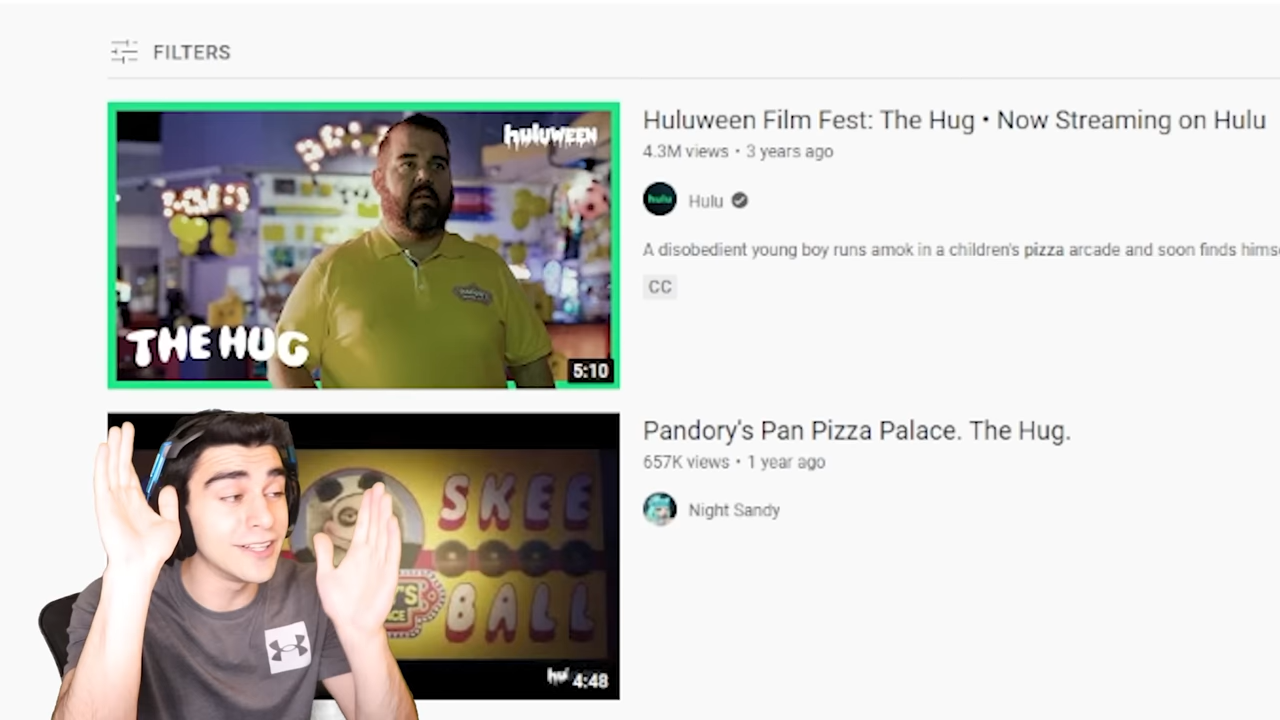 FILTERS
huluween
THE HUG
5:10
Huluween Film Fest: The Hug • Now Streaming on Hulu
4.3M views • 3 years ago
hulu
Hulu
A disobedient young boy runs amok in a children's pizza arcade and soon finds
CC
SKEE
BALL
4:48
Pandory's Pan Pizza Palace. The Hug.
657K views • 1 year ago
Night Sandy